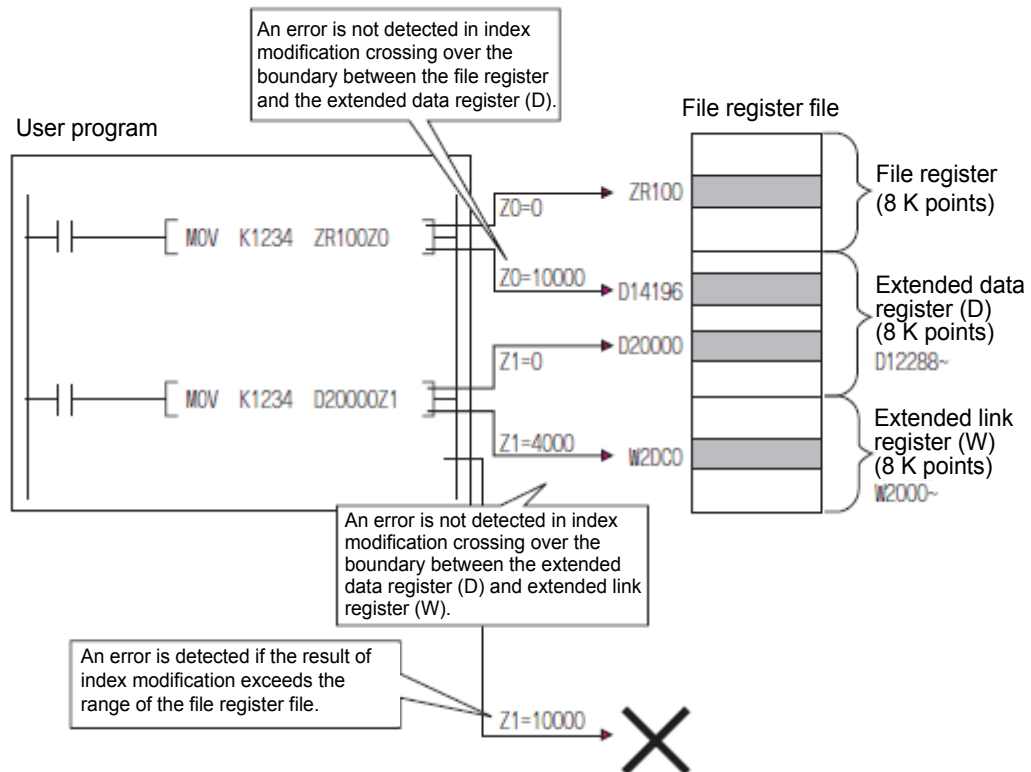 An error is not detected in index
modification crossing over the
boundary between the file register
and the extended data register (D).
User program
File register file
MOV K1234 ZR100Z0
Z0=0
ZR100
File register
(8 K points)
Z0=10000
D14196
Extended data
register (D)
(8 K points)
D12288~
D20000
Z1=0
MOV K1234 D20000Z1
Z1=4000
W2DC0
Extended link
register (W)
(8 K points)
W2000~
An error is not detected in index
modification crossing over the
boundary between the extended
data register (D) and extended link
register (W).
An error is detected if the result of
index modification exceeds the
range of the file register file.
Z1=10000